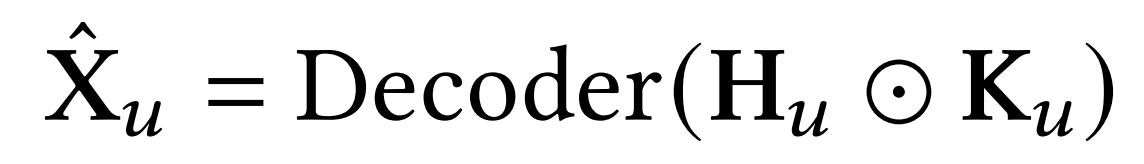 X̂ᵤ = Decoder(Hᵤ ⊙ Kᵤ)